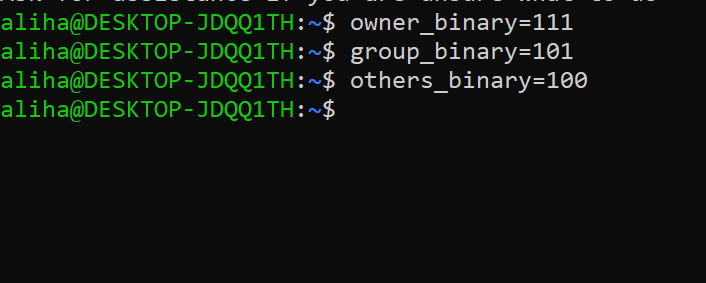 aliha@DESKTOP-JDQQ1TH:~$ owner_binary=111
aliha@DESKTOP-JDQQ1TH:~$ group_binary=101
aliha@DESKTOP-JDQQ1TH:~$ others_binary=100
aliha@DESKTOP-JDQQ1TH:~$